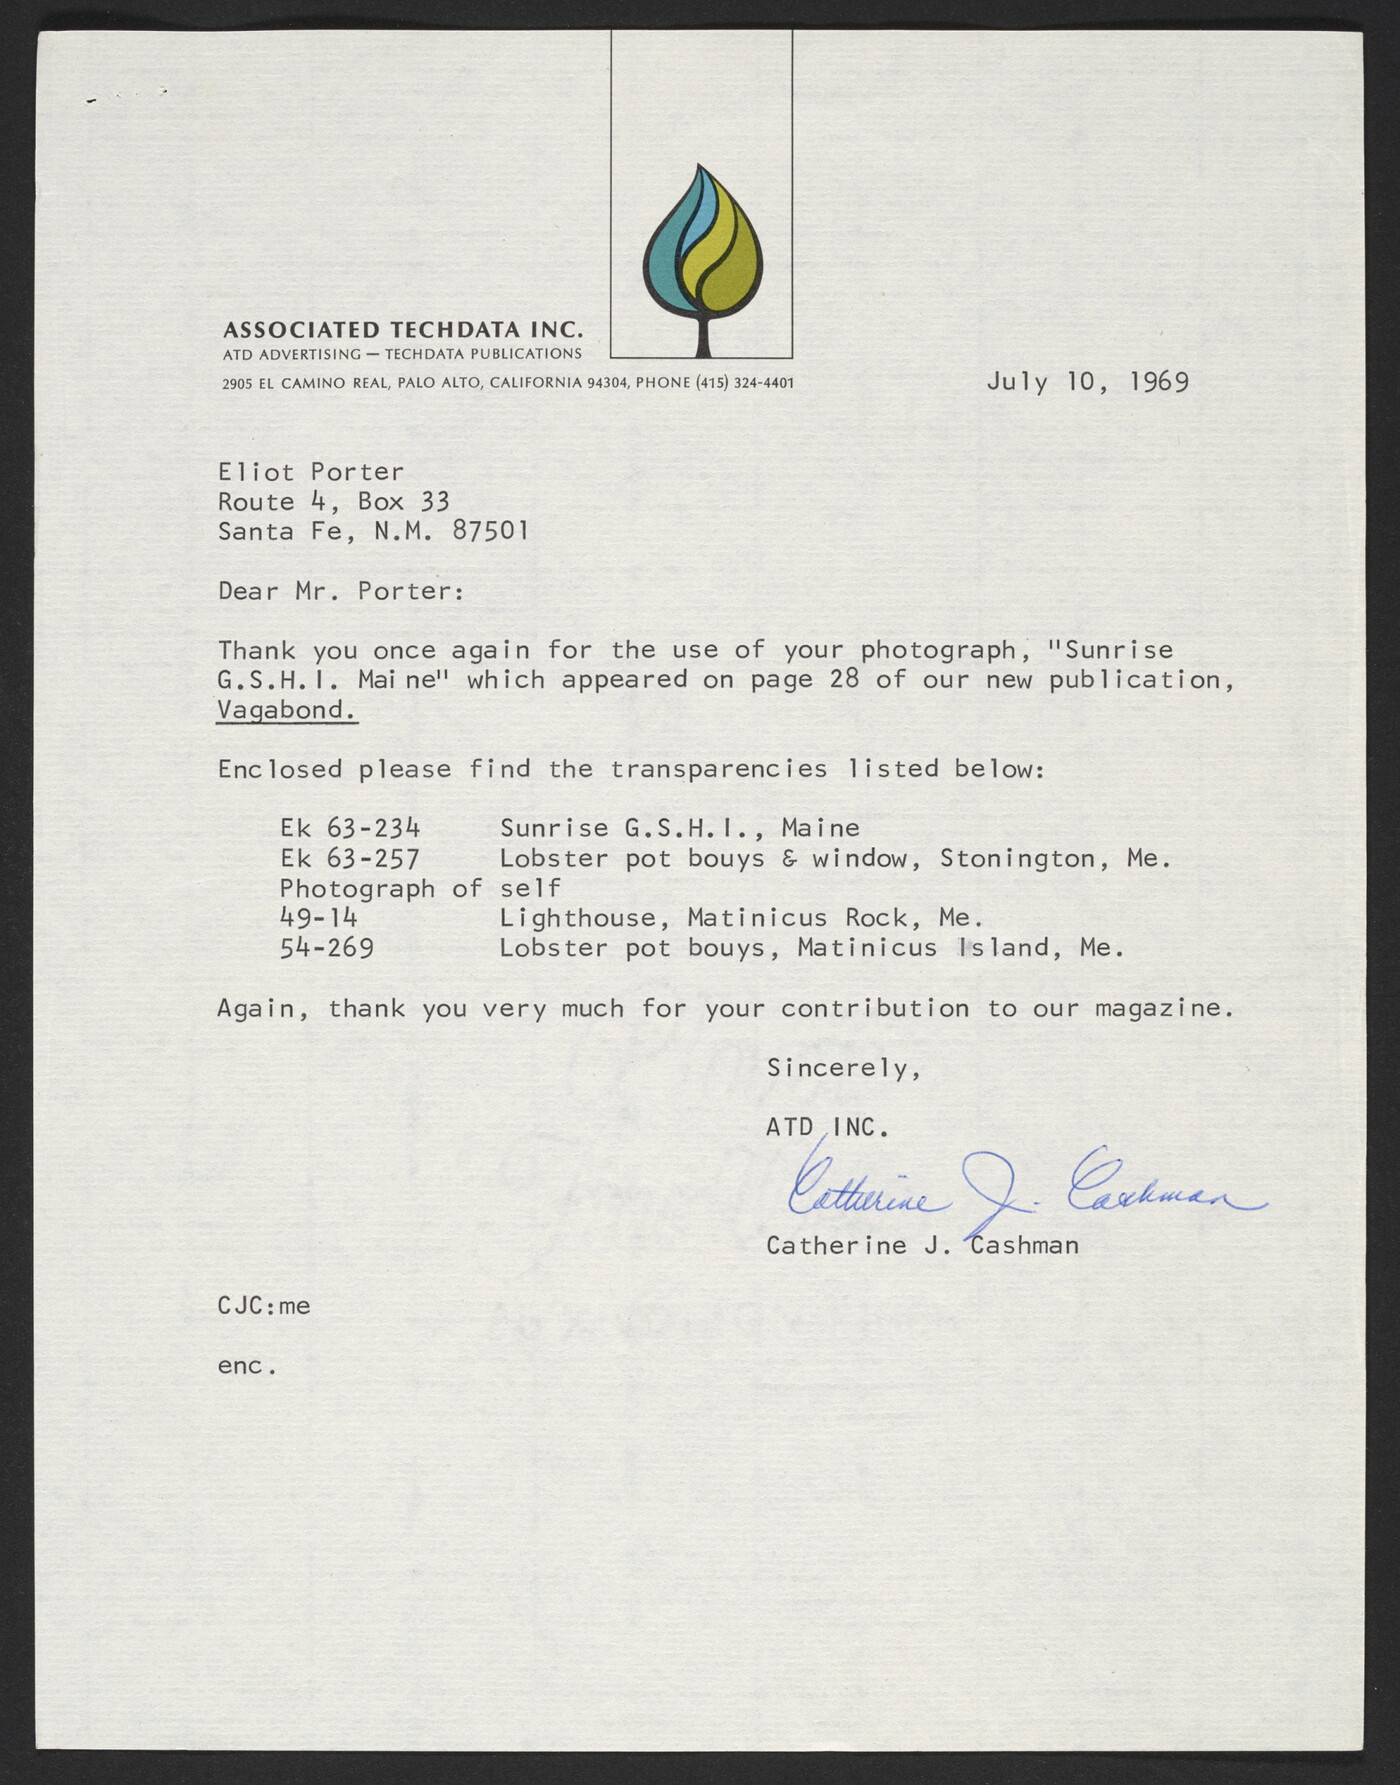 ASSOCIATED TECHDATA INC.
ATD ADVERTISING — TECHDATA PUBLICATIONS
2905 EL CAMINO REAL, PALO ALTO, CALIFORNIA 94304, PHONE (415) 324-4401
July 10, 1969
Eliot Porter
Route 4, Box 33
Santa Fe, N.M. 87501
Dear Mr. Porter:
Thank you once again for the use of your photograph, "Sunrise
G.S.H.I. Maine" which appeared on page 28 of our new publication,
Vagabond.
Enclosed please find the transparencies listed below:
Ek 63-234 Sunrise G.S.H.I., Maine
Ek 63-257 Lobster pot bouys & window, Stonington, Me.
Photograph of self
49-14 Lighthouse, Matinicus Rock, Me.
54-269 Lobster pot bouys, Matinicus Island, Me.
Again, thank you very much for your contribution to our magazine.
Sincerely,
ATD INC.
Catherine J. Cashman
Catherine J. Cashman
CJC:me
enc.